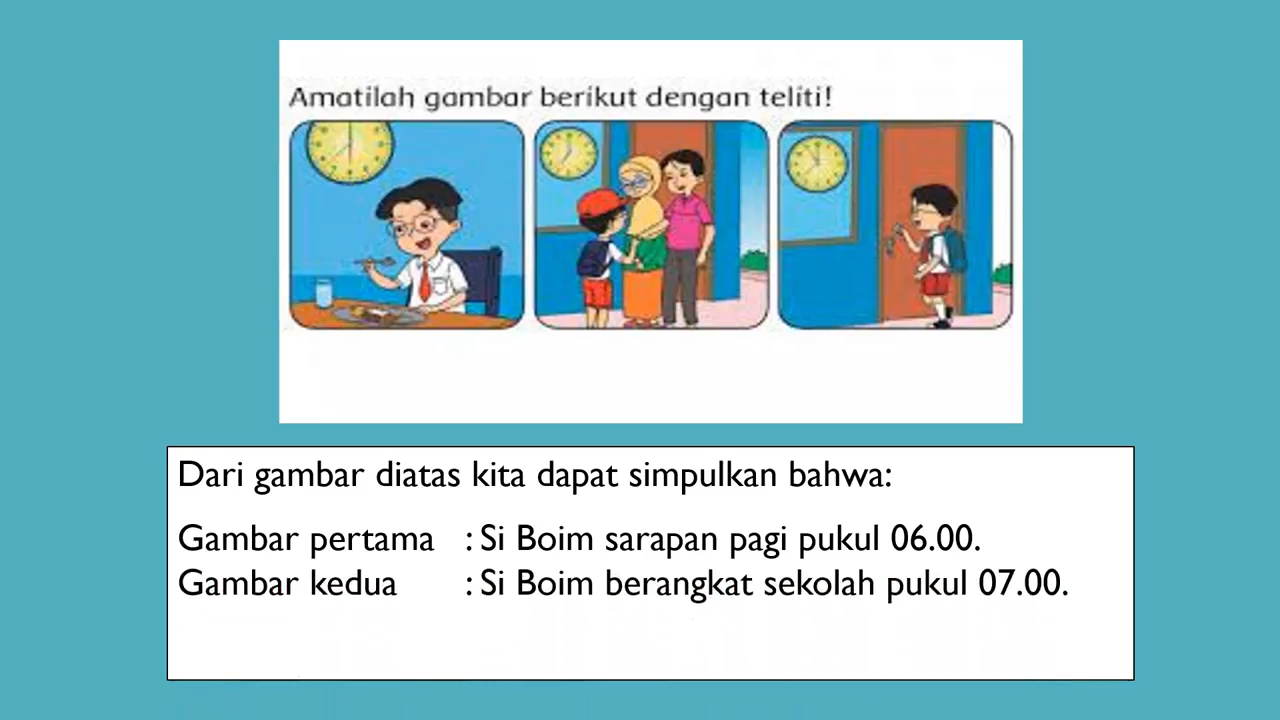 Amatilah gambar berikut dengan teliti!
Dari gambar diatas kita dapat simpulkan bahwa:
Gambar pertama : Si Boim sarapan pagi pukul 06.00.
Gambar kedua : Si Boim berangkat sekolah pukul 07.00.